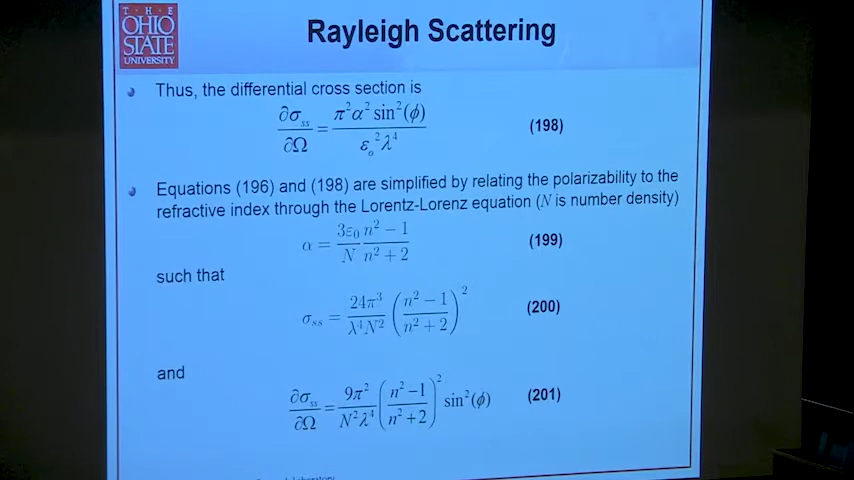 T · H · E
OHIO
STATE
UNIVERSITY
Rayleigh Scattering
Thus, the differential cross section is
∂σ_ss/∂Ω = π²α² sin²(ϕ) / ε_o²λ⁴ (198)
Equations (196) and (198) are simplified by relating the polarizability to the
refractive index through the Lorentz-Lorenz equation (N is number density)
α = 3ε₀/N n² − 1/n² + 2 (199)
such that
σ_ss = 24π³/λ⁴N² (n² − 1/n² + 2)² (200)
and
∂σ_ss/∂Ω = 9π²/N²λ⁴ (n² − 1/n² + 2)² sin²(ϕ) (201)